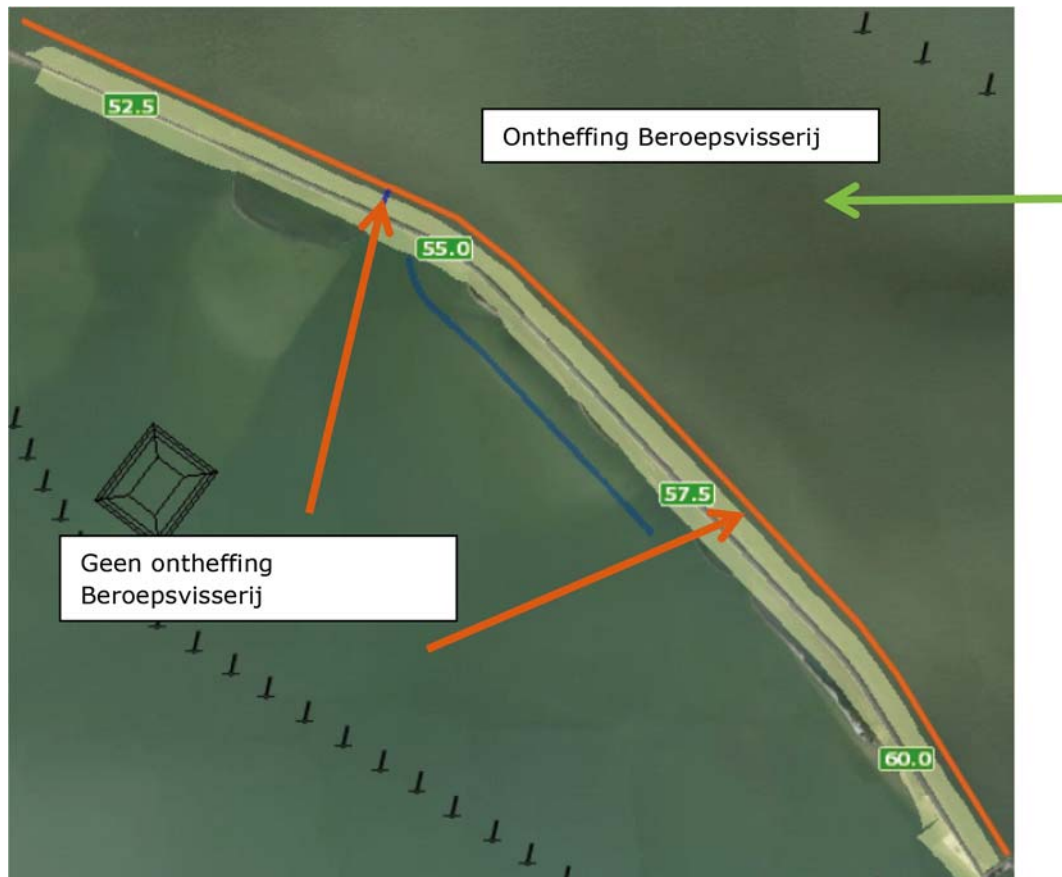 52.5
Ontheffing Beroepsvisserij
55.0
57.5
Geen ontheffing
Beroepsvisserij
60.0